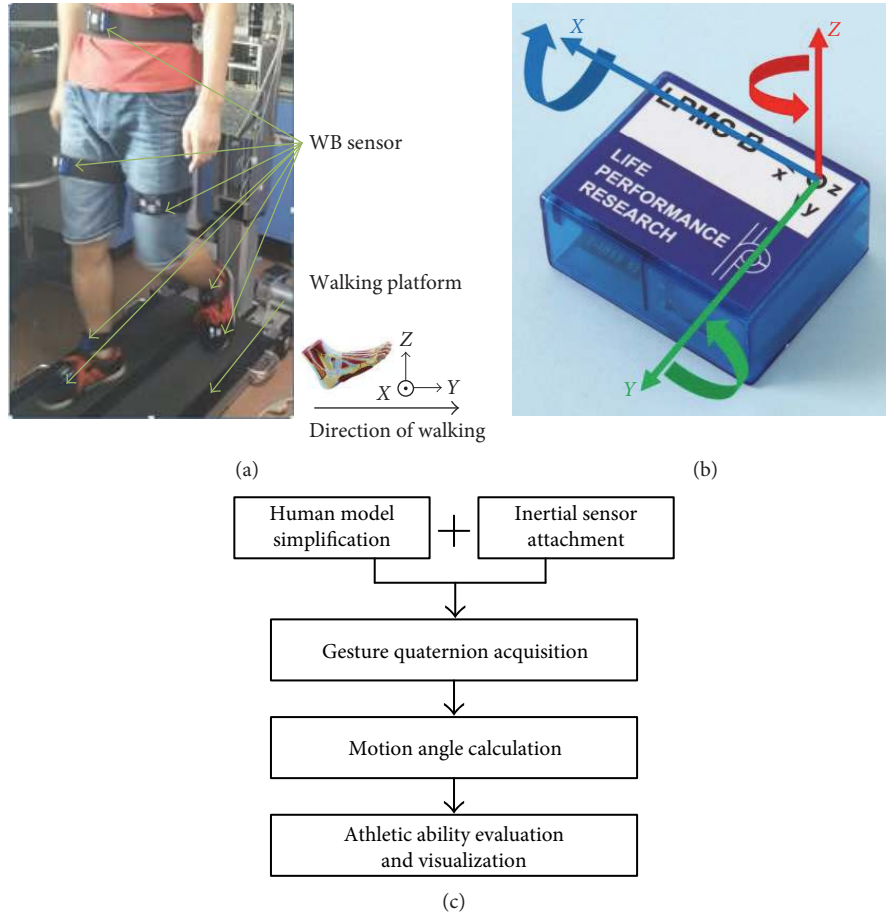 WB sensor
Walking platform
Z
X
Y
Direction of walking
(a)
X
Z
LPMS-B
x
z
y
LIFE
PERFORMANCE
RESEARCH
Y
(b)
Human model
simplification
Inertial sensor
attachment
Gesture quaternion acquisition
Motion angle calculation
Athletic ability evaluation
and visualization
(c)